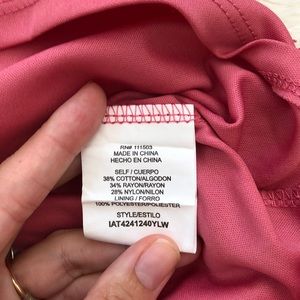 RN# 111503
MADE IN CHINA
HECHO EN CHINA
SELF / CUERPO
38% COTTON/ALGODON
34% RAYON/RAYON
28% NYLON/NILON
LINING / FORRO
100% POLYESTER/POLIESTER
STYLE/ESTILO
IAT4241240YLW